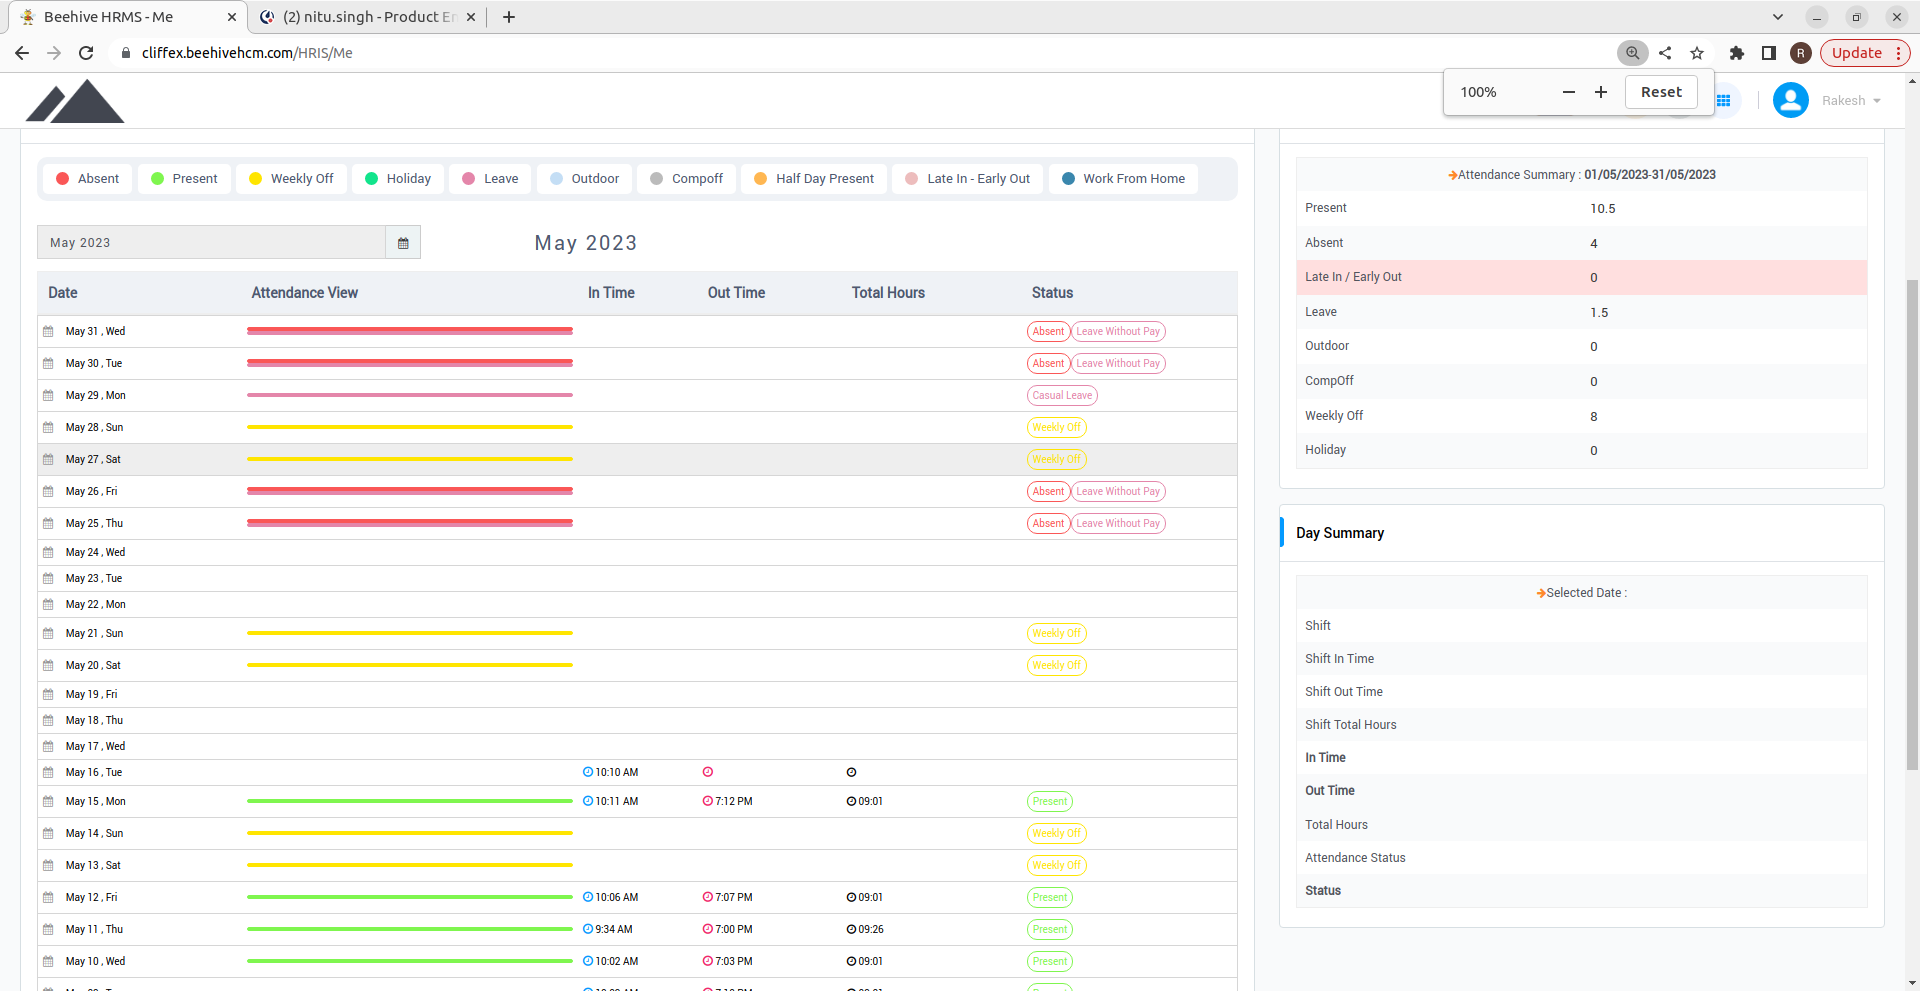 Beehive HRMS - Me
(2) nitu.singh - Product En
cliffex.beehivehcm.com/HRIS/Me
R
Update
100%
Reset
Rakesh
Absent
Present
Weekly Off
Holiday
Leave
Outdoor
Compoff
Half Day Present
Late In - Early Out
Work From Home
May 2023
May 2023
Date Attendance View In Time Out Time Total Hours Status
May 31 , Wed Absent Leave Without Pay
May 30 , Tue Absent Leave Without Pay
May 29 , Mon Casual Leave
May 28 , Sun Weekly Off
May 27 , Sat Weekly Off
May 26 , Fri Absent Leave Without Pay
May 25 , Thu Absent Leave Without Pay
May 24 , Wed
May 23 , Tue
May 22 , Mon
May 21 , Sun Weekly Off
May 20 , Sat Weekly Off
May 19 , Fri
May 18 , Thu
May 17 , Wed
May 16 , Tue 10:10 AM
May 15 , Mon 10:11 AM 7:12 PM 09:01 Present
May 14 , Sun Weekly Off
May 13 , Sat Weekly Off
May 12 , Fri 10:06 AM 7:07 PM 09:01 Present
May 11 , Thu 9:34 AM 7:00 PM 09:26 Present
May 10 , Wed 10:02 AM 7:03 PM 09:01 Present
Attendance Summary : 01/05/2023-31/05/2023
Present 10.5
Absent 4
Late In / Early Out 0
Leave 1.5
Outdoor 0
CompOff 0
Weekly Off 8
Holiday 0
Day Summary
Selected Date :
Shift
Shift In Time
Shift Out Time
Shift Total Hours
In Time
Out Time
Total Hours
Attendance Status
Status